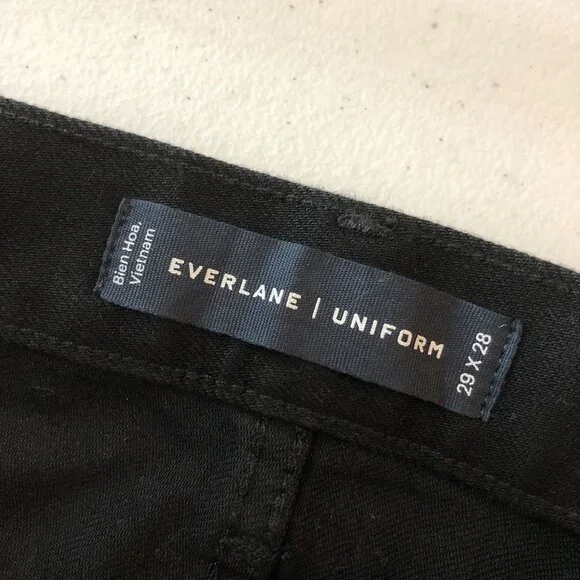 Bien Hoa,
Vietnam
EVERLANE | UNIFORM
29 X 28